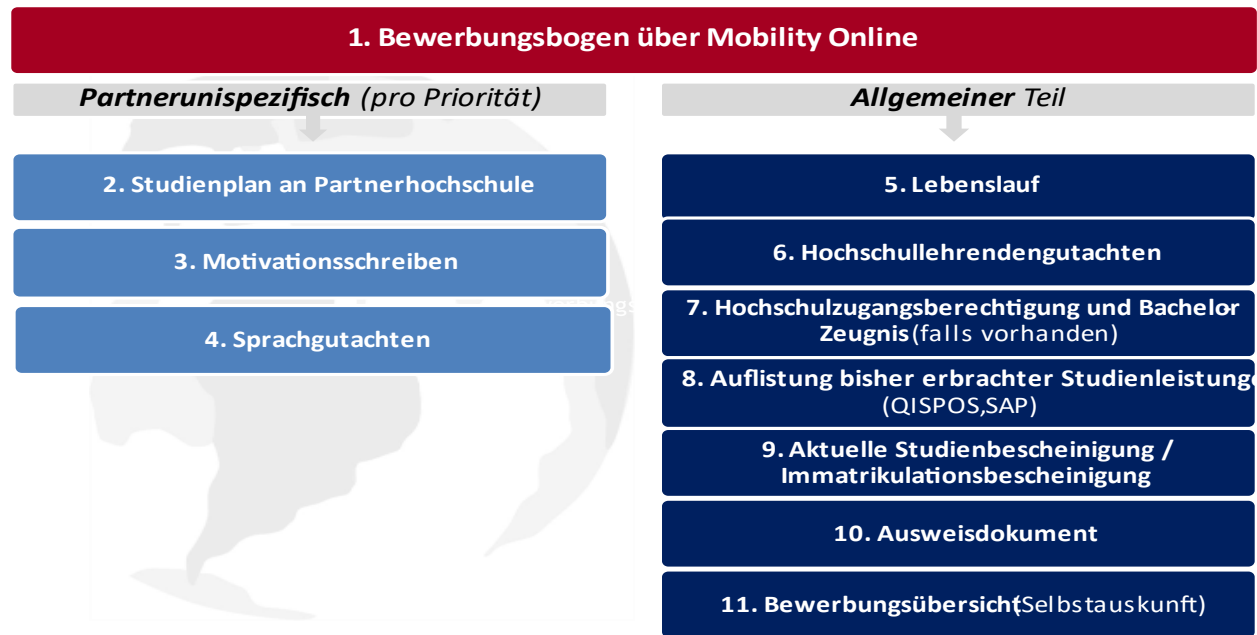 1. Bewerbungsbogen über Mobility Online
Partnerunispezifisch (pro Priorität)
2. Studienplan an Partnerhochschule
3. Motivationsschreiben
4. Sprachgutachten
Allgemeiner Teil
5. Lebenslauf
6. Hochschullehrendengutachten
7. Hochschulzugangsberechtigung und Bachelor-
Zeugnis(falls vorhanden)
8. Auflistung bisher erbrachter Studienleistunge
(QISPOS,SAP)
9. Aktuelle Studienbescheinigung /
Immatrikulationsbescheinigung
10. Ausweisdokument
11. Bewerbungsübersicht(Selbstauskunft)